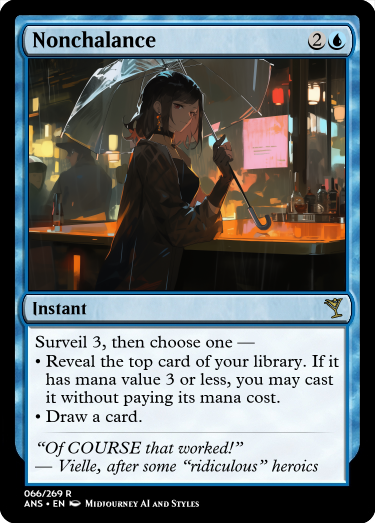 Nonchalance 2
Instant
Surveil 3, then choose one —
• Reveal the top card of your library. If it
has mana value 3 or less, you may cast
it without paying its mana cost.
• Draw a card.
“Of COURSE that worked!”
— Vielle, after some “ridiculous” heroics
066/269 R
ANS • EN Midjourney AI and Styles